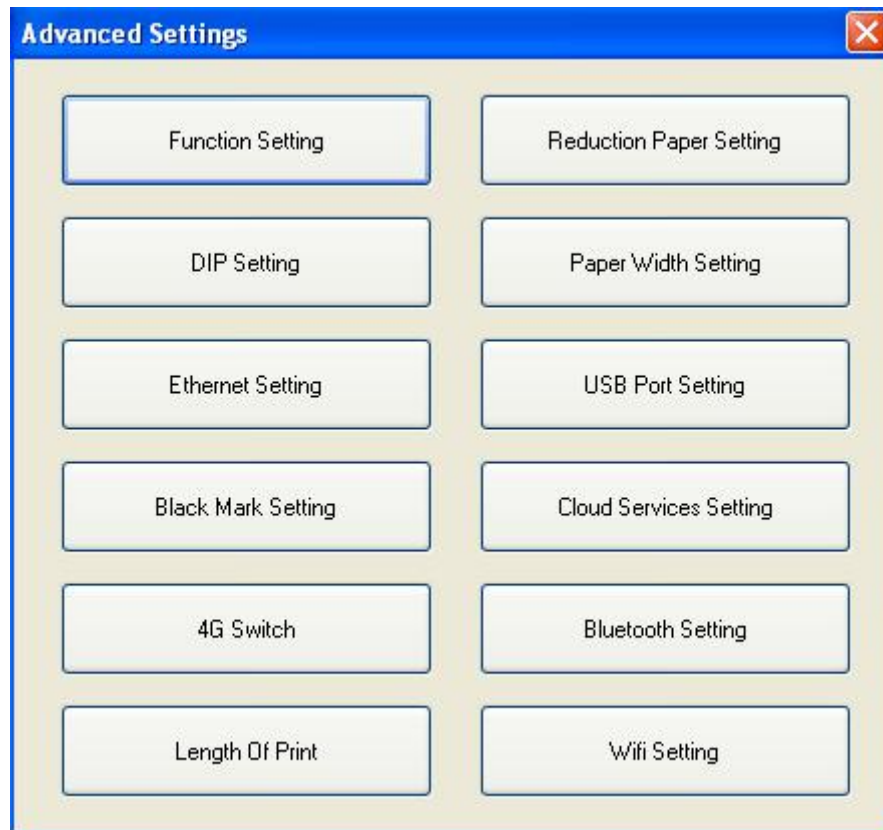 Advanced Settings
Function Setting
Reduction Paper Setting
DIP Setting
Paper Width Setting
Ethernet Setting
USB Port Setting
Black Mark Setting
Cloud Services Setting
4G Switch
Bluetooth Setting
Length Of Print
Wifi Setting